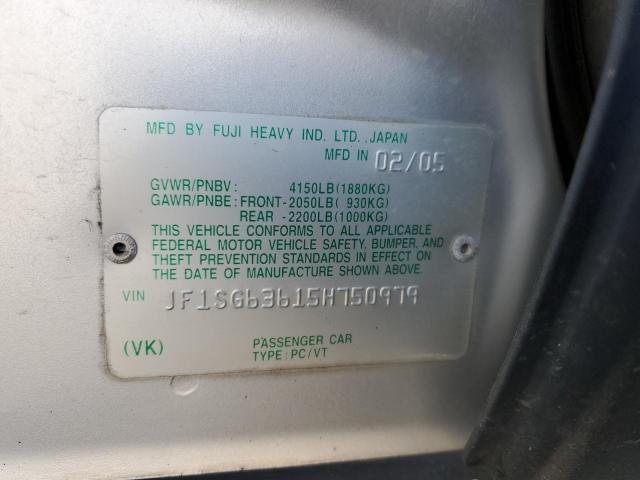 MFD BY FUJI HEAVY IND. LTD., JAPAN
MFD IN 02/05
GVWR/PNBV: 4150LB(1880KG)
GAWR/PNBE: FRONT-2050LB( 930KG)
REAR -2200LB(1000KG)
THIS VEHICLE CONFORMS TO ALL APPLICABLE
FEDERAL MOTOR VEHICLE SAFETY, BUMPER, AND
THEFT PREVENTION STANDARDS IN EFFECT ON
THE DATE OF MANUFACTURE SHOWN ABOVE.
VIN JF1SG63615H750979
(VK) PASSENGER CAR
TYPE: PC/VT